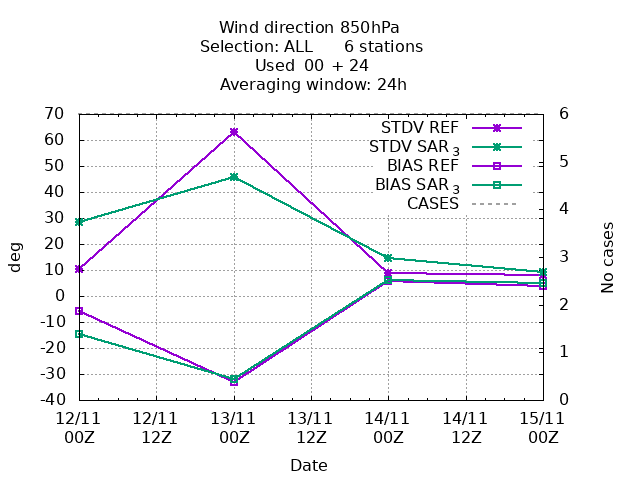 Wind direction 850hPa
Selection: ALL 6 stations
Used 00 + 24
Averaging window: 24h
70
60
50
40
30
20
10
0
-10
-20
-30
-40
deg
6
5
4
3
2
1
0
No cases
STDV REF
STDV SAR 3
BIAS REF
BIAS SAR 3
CASES
12/11 12/11 13/11 13/11 14/11 14/11 15/11
00Z 12Z 00Z 12Z 00Z 12Z 00Z
Date